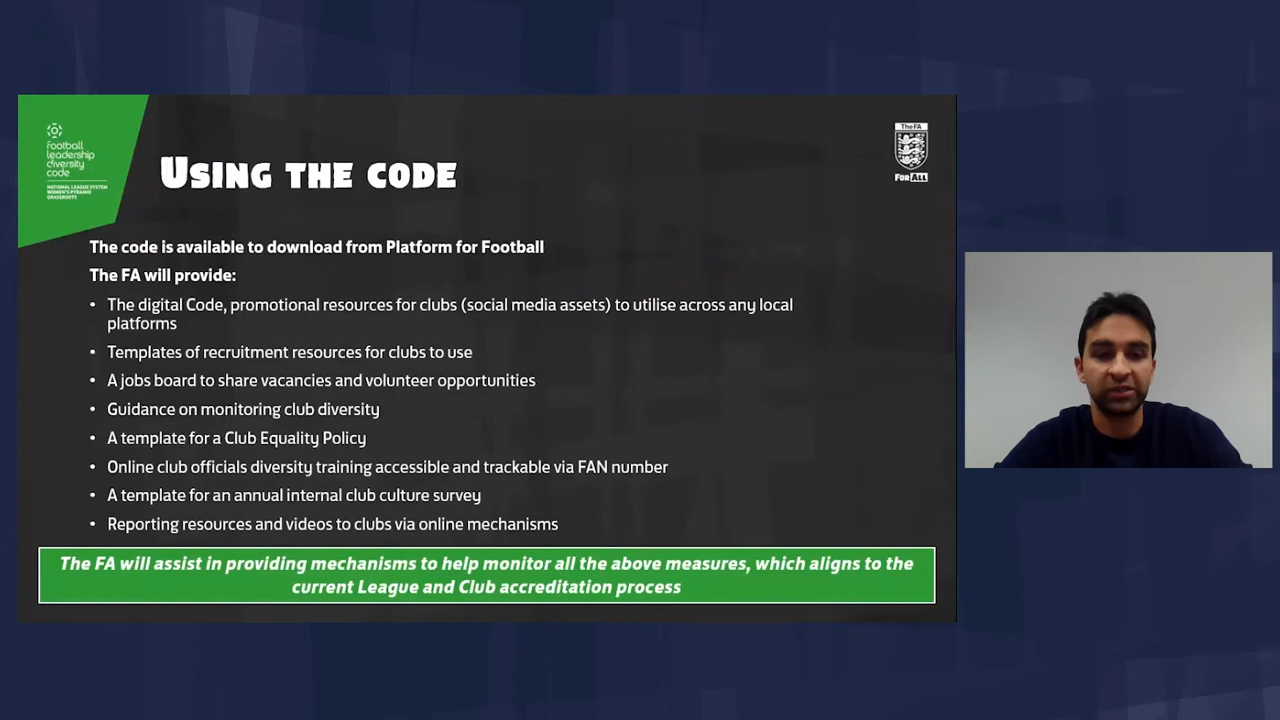 football
leadership
diversity
code
NATIONAL LEAGUE SYSTEM
WOMEN'S PYRAMID
GRASSROOTS
USING THE CODE
The FA
FOR ALL
The code is available to download from Platform for Football
The FA will provide:
• The digital Code, promotional resources for clubs (social media assets) to utilise across any local
platforms
• Templates of recruitment resources for clubs to use
• A jobs board to share vacancies and volunteer opportunities
• Guidance on monitoring club diversity
• A template for a Club Equality Policy
• Online club officials diversity training accessible and trackable via FAN number
• A template for an annual internal club culture survey
• Reporting resources and videos to clubs via online mechanisms
The FA will assist in providing mechanisms to help monitor all the above measures, which aligns to the
current League and Club accreditation process